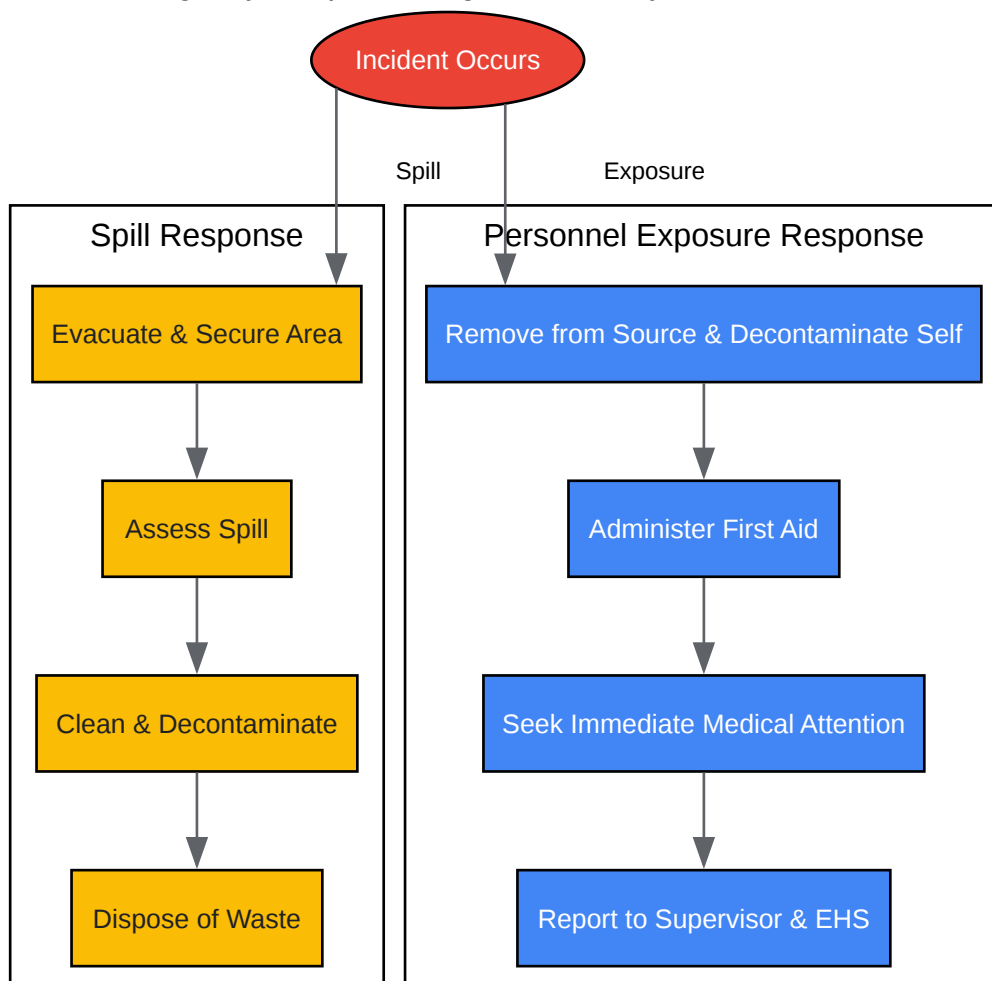 Incident Occurs
Spill
Exposure
Spill Response
Personnel Exposure Response
Evacuate & Secure Area
Remove from Source & Decontaminate Self
Assess Spill
Administer First Aid
Clean & Decontaminate
Seek Immediate Medical Attention
Dispose of Waste
Report to Supervisor & EHS